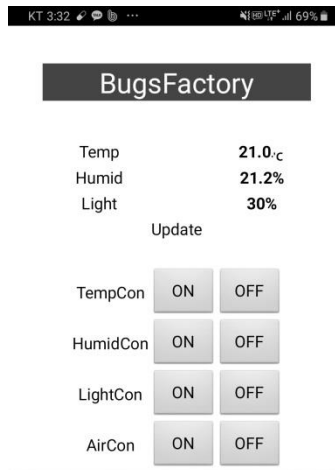 KT 3:32 ... LTE+ 69%
BugsFactory
Temp 21.0°C
Humid 21.2%
Light 30%
Update
TempCon ON OFF
HumidCon ON OFF
LightCon ON OFF
AirCon ON OFF